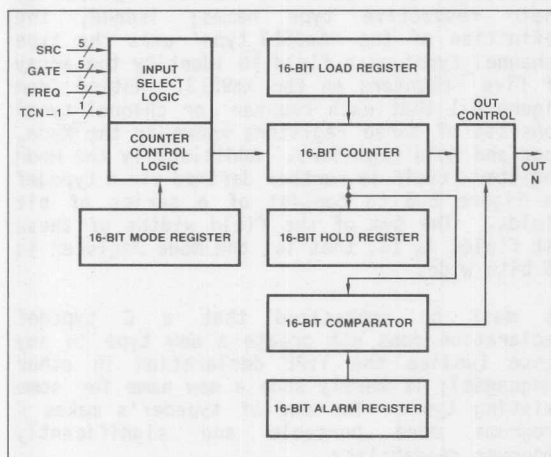 SRC 5
GATE 5
FREQ 5
TCN–1 1
INPUT
SELECT
LOGIC
COUNTER
CONTROL
LOGIC
16-BIT LOAD REGISTER
16-BIT COUNTER
OUT
CONTROL
OUT
N
16-BIT MODE REGISTER
16-BIT HOLD REGISTER
16-BIT COMPARATOR
16-BIT ALARM REGISTER